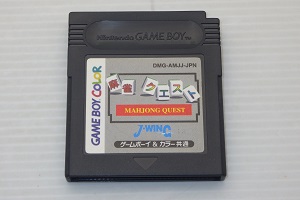 Nintendo GAME BOY
DMG-AMJJ-JPN
GAME BOY COLOR
麻雀クエスト
MAHJONG QUEST
J-WING
ゲームボーイ & カラー共通